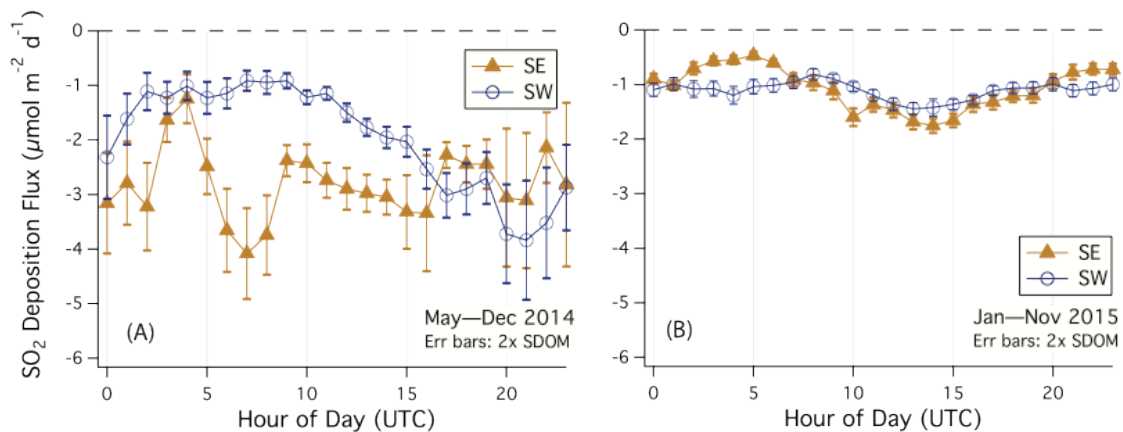 SO2 Deposition Flux (µmol m−2 d−1)
0
-1
-2
-3
-4
-5
-6
SE
SW
(A)
May—Dec 2014
Err bars: 2x SDOM
0 5 10 15 20
Hour of Day (UTC)
0
-1
-2
-3
-4
-5
-6
SE
SW
(B)
Jan—Nov 2015
Err bars: 2x SDOM
0 5 10 15 20
Hour of Day (UTC)